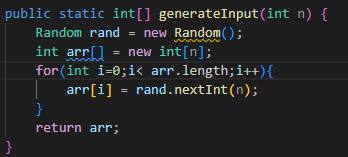 public static int[] generateInput(int n) {
    Random rand = new Random();
    int arr[] = new int[n];
    for(int i=0;i< arr.length;i++){
        arr[i] = rand.nextInt(n);
    }
    return arr;
}